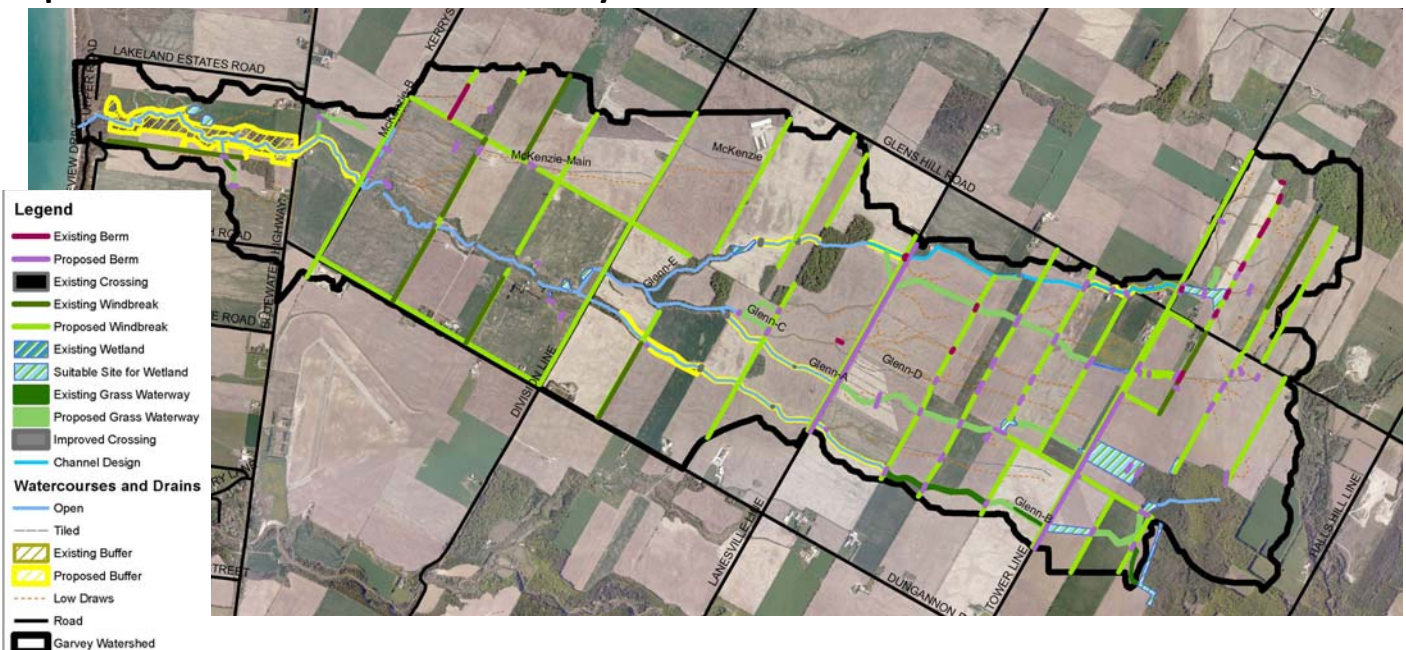 LAKELAND ESTATES ROAD
KERRYS
McKenzie-B
McKenzie-Main
McKenzie
GLENS HILL ROAD
BLUEWATER HIGHWAY
Glenn-E
Glenn-C
Glenn-A
Glenn-D
Glenn-B
DIVISION LINE
LANESVILLE LINE
DUNGANNON
TOWER LINE
HALLS HILL LINE
Legend
Existing Berm
Proposed Berm
Existing Crossing
Existing Windbreak
Proposed Windbreak
Existing Wetland
Suitable Site for Wetland
Existing Grass Waterway
Proposed Grass Waterway
Improved Crossing
Channel Design
Watercourses and Drains
Open
Tiled
Existing Buffer
Proposed Buffer
Low Draws
Road
Garvey Watershed